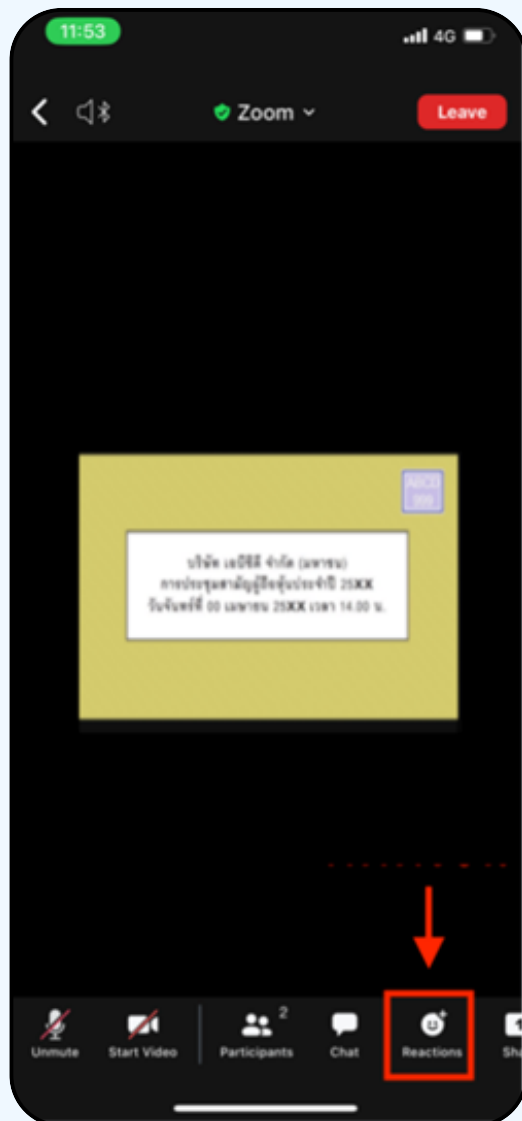 11:53
4G
Zoom
Leave
ABCD
999
บริษัท เอบีซีดี จำกัด (มหาชน)
การประชุมสามัญผู้ถือหุ้นประจำปี 25XX
วันจันทร์ที่ 00 เมษายน 25XX เวลา 14.00 น.
2
Unmute
Start Video
Participants
Chat
Reactions
Sha